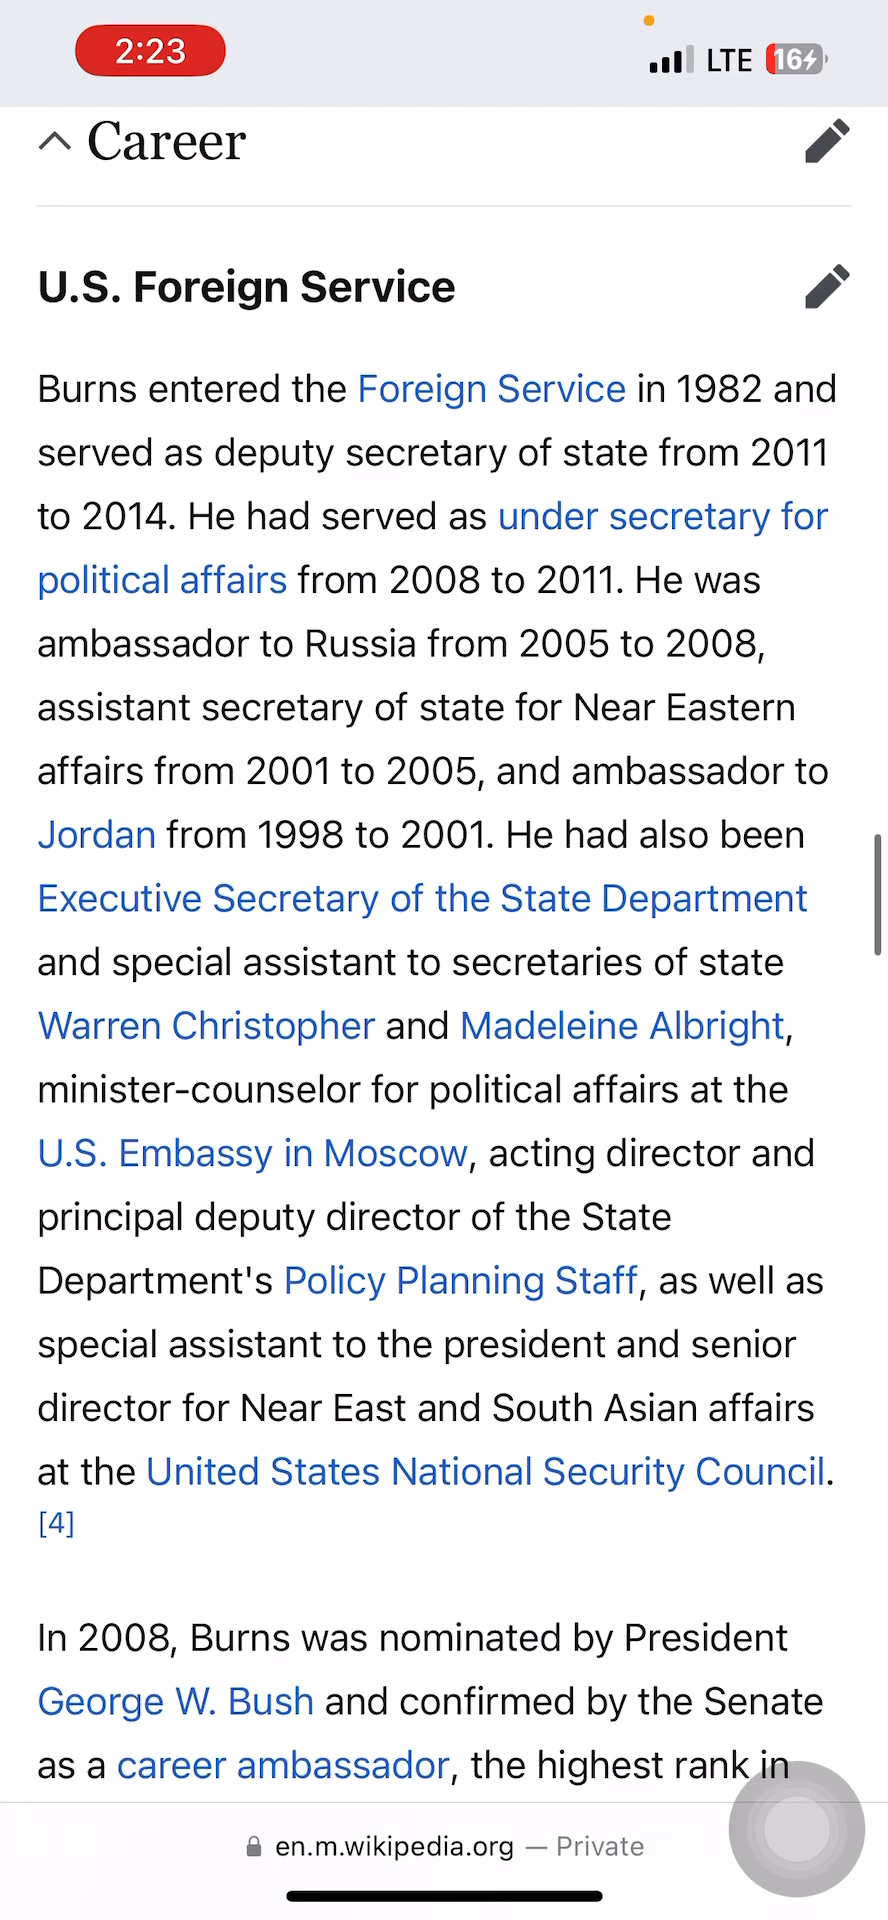 2:23
LTE
16
Career
U.S. Foreign Service
Burns entered the Foreign Service in 1982 and
served as deputy secretary of state from 2011
to 2014. He had served as under secretary for
political affairs from 2008 to 2011. He was
ambassador to Russia from 2005 to 2008,
assistant secretary of state for Near Eastern
affairs from 2001 to 2005, and ambassador to
Jordan from 1998 to 2001. He had also been
Executive Secretary of the State Department
and special assistant to secretaries of state
Warren Christopher and Madeleine Albright,
minister-counselor for political affairs at the
U.S. Embassy in Moscow, acting director and
principal deputy director of the State
Department's Policy Planning Staff, as well as
special assistant to the president and senior
director for Near East and South Asian affairs
at the United States National Security Council.
[4]
In 2008, Burns was nominated by President
George W. Bush and confirmed by the Senate
as a career ambassador, the highest rank in
en.m.wikipedia.org — Private